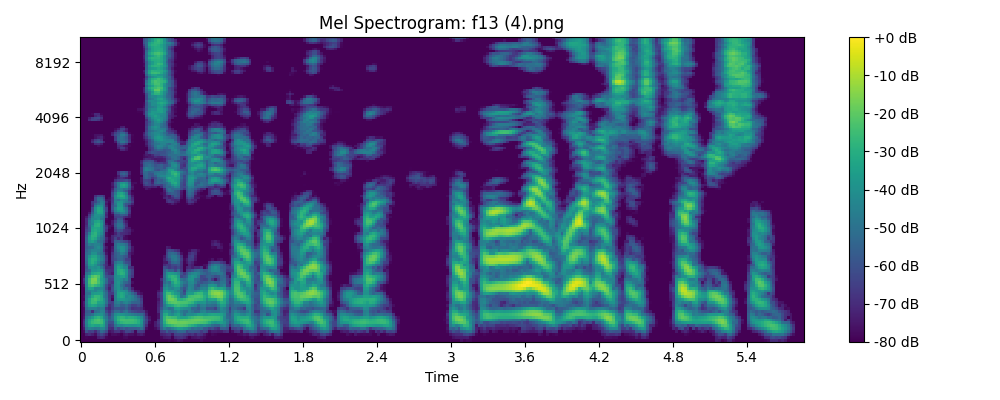 Mel Spectrogram: f13 (4).png
+0 dB
8192
-10 dB
4096
-20 dB
-30 dB
2048
Hz
-40 dB
1024
-50 dB
512
-60 dB
-70 dB
0
-80 dB
0 0.6 1.2 1.8 2.4 3 3.6 4.2 4.8 5.4
Time